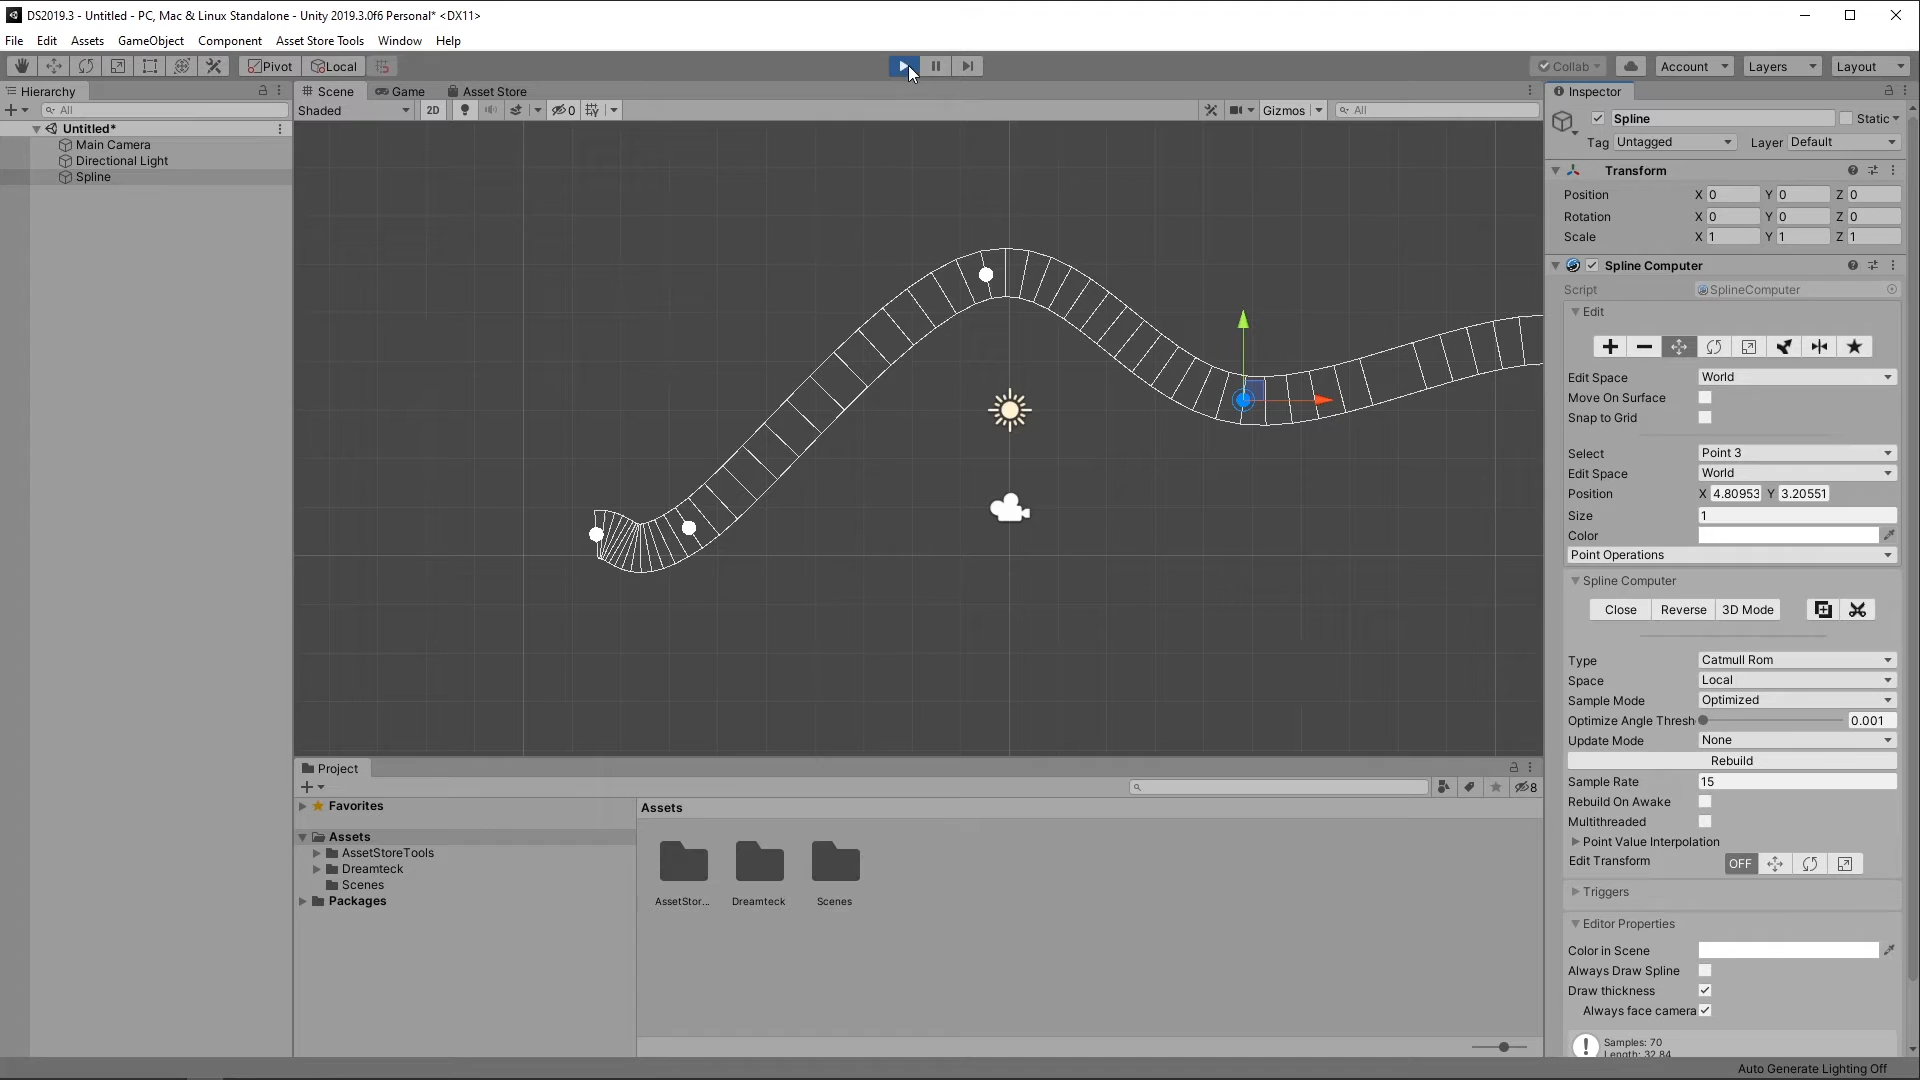 DS2019.3 - Untitled - PC, Mac & Linux Standalone - Unity 2019.3.0f6 Personal* <DX11>
File Edit Assets GameObject Component Asset Store Tools Window Help
Pivot Local Collab Account Layers Layout
Hierarchy
All
Untitled*
Main Camera
Directional Light
Spline
Scene Game Asset Store
Shaded 2D 0 Gizmos All
Project
8
Favorites
Assets
AssetStoreTools
Dreamteck
Scenes
Packages
Assets
AssetStor... Dreamteck Scenes
Inspector
Spline Static
Tag Untagged Layer Default
Transform
Position X 0 Y 0 Z 0
Rotation X 0 Y 0 Z 0
Scale X 1 Y 1 Z 1
Spline Computer
Script SplineComputer
Edit
Edit Space World
Move On Surface
Snap to Grid
Select Point 3
Edit Space World
Position X 4.80953 Y 3.20551
Size 1
Color
Point Operations
Spline Computer
Close Reverse 3D Mode
Type Catmull Rom
Space Local
Sample Mode Optimized
Optimize Angle Thresh 0.001
Update Mode None
Rebuild
Sample Rate 15
Rebuild On Awake
Multithreaded
Point Value Interpolation
Edit Transform OFF
Triggers
Editor Properties
Color in Scene
Always Draw Spline
Draw thickness
Always face camera
Samples: 70
Length: 32.84
Auto Generate Lighting Off